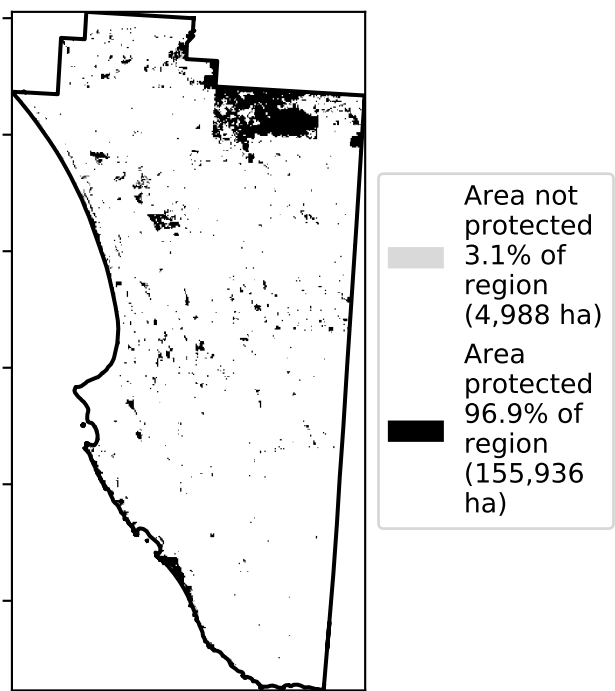 Area not
protected
3.1% of
region
(4,988 ha)
Area
protected
96.9% of
region
(155,936
ha)